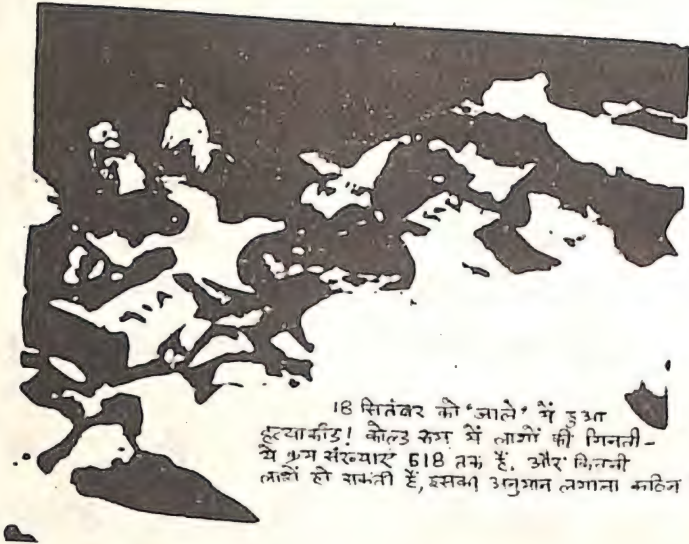 18 सितंबर को 'जाले' में हुआ
हत्याकांड! कोल्ड रूम में लाशों की गिनती-
ये क्रम संख्याएं 618 तक हैं. और कितनी
लाशें हो सकती हैं, इसका अनुमान लगाना कठिन